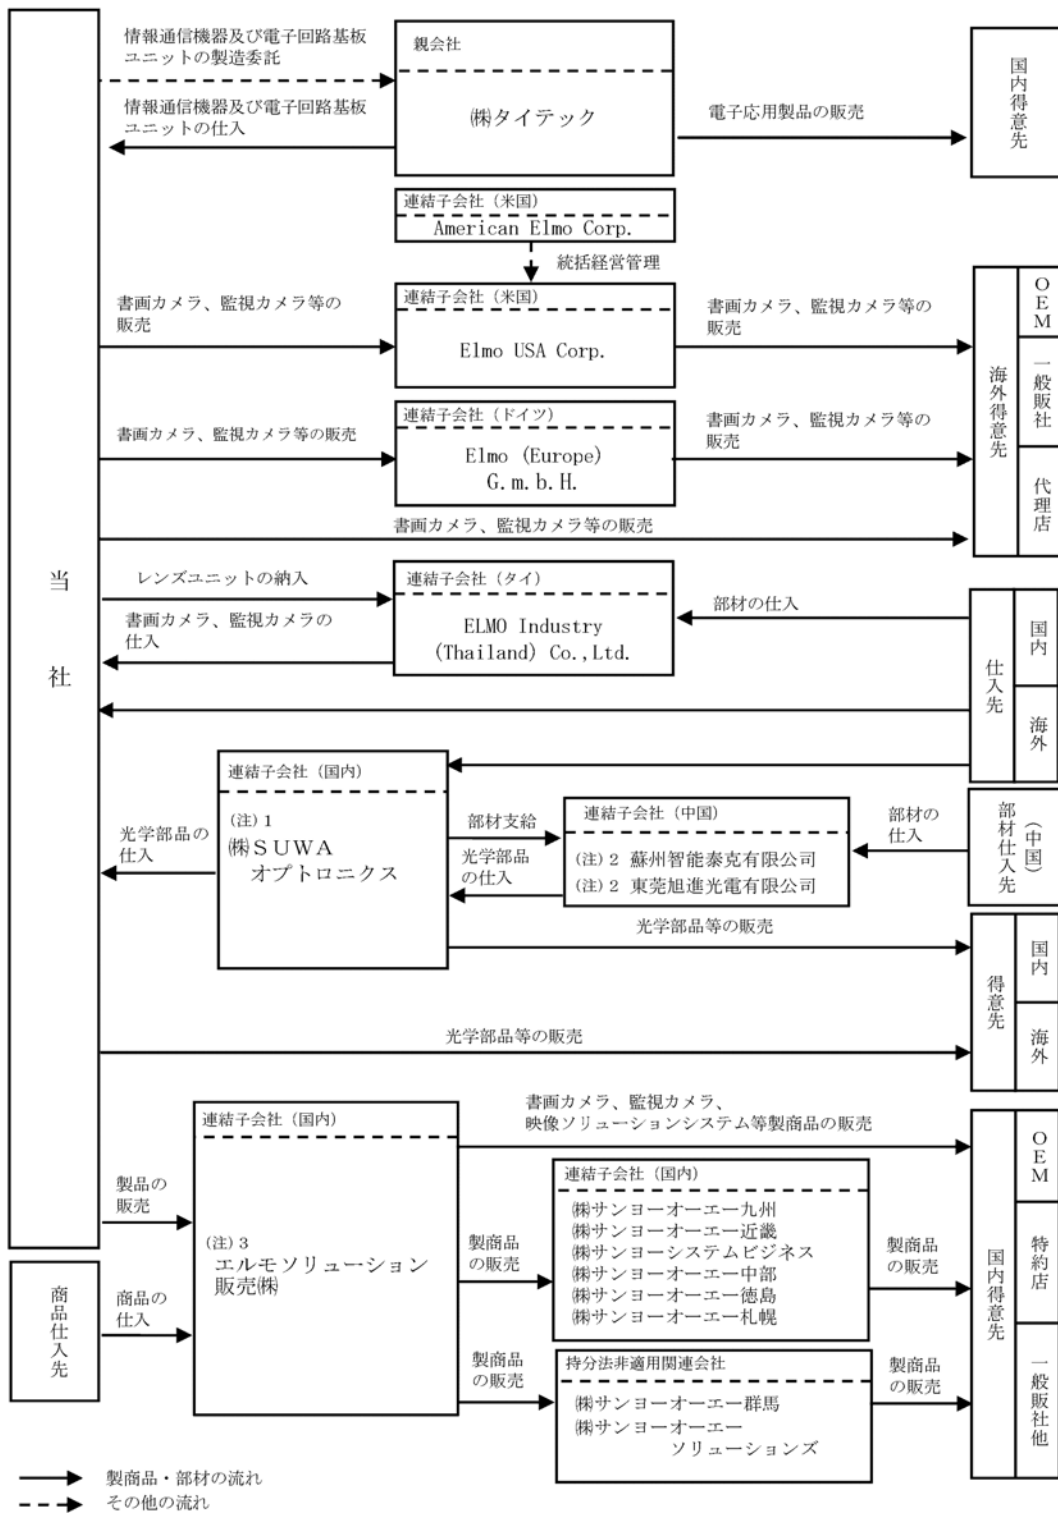 情報通信機器及び電子回路基板
ユニットの製造委託
親会社
国内得意先
情報通信機器及び電子回路基板
ユニットの仕入
㈱タイテック
電子応用製品の販売
連結子会社（米国）
American Elmo Corp.
統括経営管理
書画カメラ、監視カメラ等の
販売
連結子会社（米国）
Elmo USA Corp.
書画カメラ、監視カメラ等の
販売
海外得意先
OEM
一般販社
代理店
書画カメラ、監視カメラ等の販売
連結子会社（ドイツ）
Elmo (Europe)
G.m.b.H.
書画カメラ、監視カメラ等の
販売
書画カメラ、監視カメラ等の販売
当社
レンズユニットの納入
書画カメラ、監視カメラの
仕入
連結子会社（タイ）
ELMO Industry
(Thailand) Co.,Ltd.
部材の仕入
仕入先
国内
海外
連結子会社（国内）
(注) 1
㈱ＳＵＷＡ
オプトロニクス
光学部品の
仕入
部材支給
光学部品
の仕入
連結子会社（中国）
(注) 2 蘇州智能泰克有限公司
(注) 2 東莞旭進光電有限公司
部材の
仕入
部材仕入先
（中国）
光学部品等の販売
得意先
国内
海外
光学部品等の販売
連結子会社（国内）
書画カメラ、監視カメラ、
映像ソリューションシステム等製商品の販売
国内得意先
OEM
特約店
一般販社他
製品の
販売
(注) 3
エルモソリューション
販売㈱
商品仕入先
商品の
仕入
製商品
の販売
連結子会社（国内）
㈱サンヨーオーエー九州
㈱サンヨーオーエー近畿
㈱サンヨーシステムビジネス
㈱サンヨーオーエー中部
㈱サンヨーオーエー徳島
㈱サンヨーオーエー札幌
製商品
の販売
製商品
の販売
持分法非適用関連会社
㈱サンヨーオーエー群馬
㈱サンヨーオーエー
ソリューションズ
製商品
の販売
製商品・部材の流れ
その他の流れ